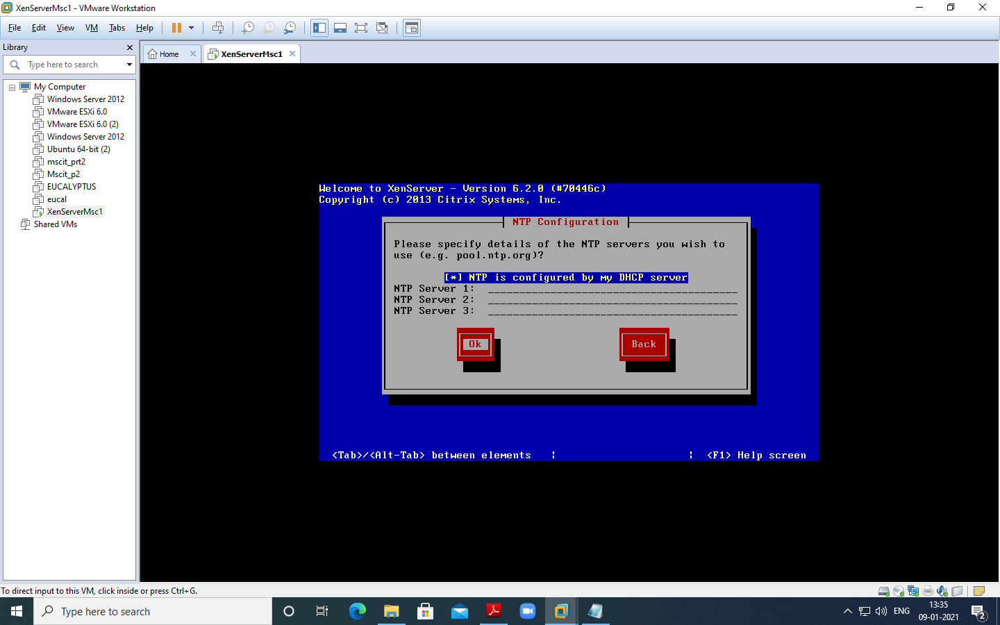 XenServerMsc1 - VMware Workstation
File Edit View VM Tabs Help
Library
Type here to search
My Computer
Windows Server 2012
VMware ESXi 6.0
VMware ESXi 6.0 (2)
Windows Server 2012
Ubuntu 64-bit (2)
mscit_prt2
Mscit_p2
EUCALYPTUS
eucal
XenServerMsc1
Shared VMs
Home XenServerMsc1
Welcome to XenServer - Version 6.2.0 (#70446c)
Copyright (c) 2013 Citrix Systems, Inc.
NTP Configuration
Please specify details of the NTP servers you wish to
use (e.g. pool.ntp.org)?
[*] NTP is configured by my DHCP server
NTP Server 1: ________________________________________
NTP Server 2: ________________________________________
NTP Server 3: ________________________________________
Ok Back
<Tab>/<Alt-Tab> between elements ¦ ¦ <F1> Help screen
To direct input to this VM, click inside or press Ctrl+G.
Type here to search
ENG
13:35
09-01-2021
2